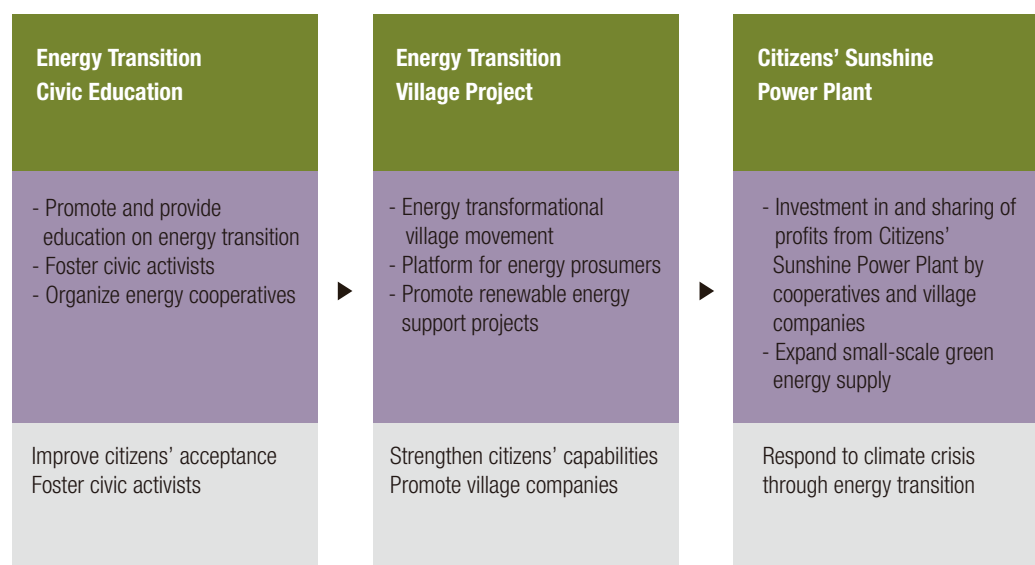 Energy Transition
Civic Education
- Promote and provide
education on energy transition
- Foster civic activists
- Organize energy cooperatives
Improve citizens’ acceptance
Foster civic activists
Energy Transition
Village Project
- Energy transformational
village movement
- Platform for energy prosumers
- Promote renewable energy
support projects
Strengthen citizens’ capabilities
Promote village companies
Citizens’ Sunshine
Power Plant
- Investment in and sharing of
profits from Citizens’
Sunshine Power Plant by
cooperatives and village
companies
- Expand small-scale green
energy supply
Respond to climate crisis
through energy transition